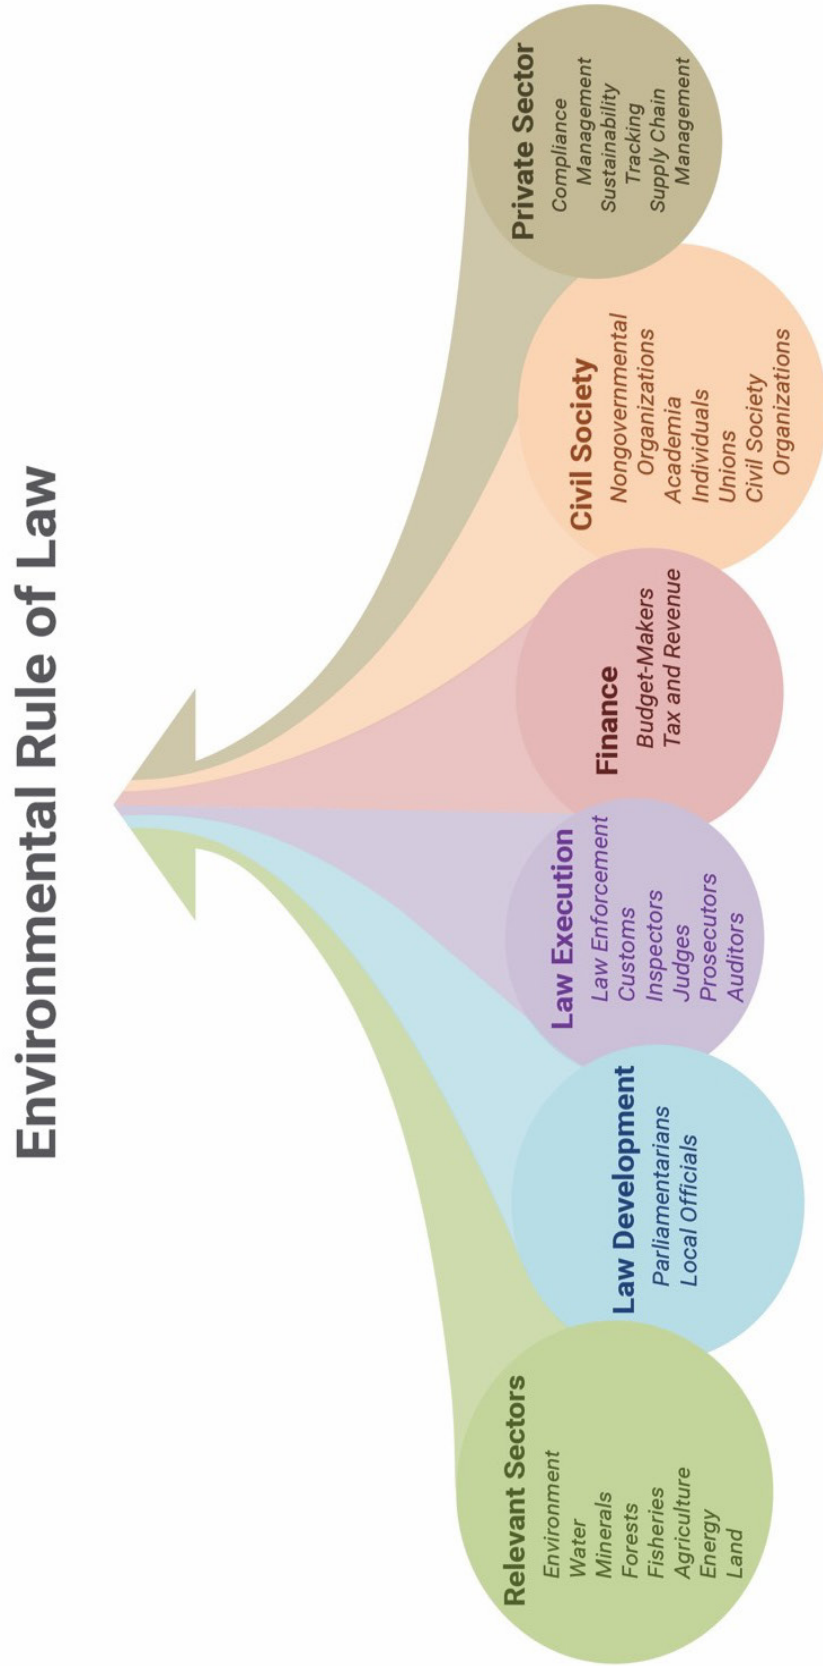 Environmental Rule of Law
Relevant Sectors
Environment
Water
Minerals
Forests
Fisheries
Agriculture
Energy
Land
Law Development
Parliamentarians
Local Officials
Law Execution
Law Enforcement
Customs
Inspectors
Judges
Prosecutors
Auditors
Finance
Budget-Makers
Tax and Revenue
Civil Society
Nongovernmental
Organizations
Academia
Individuals
Unions
Civil Society
Organizations
Private Sector
Compliance
Management
Sustainability
Tracking
Supply Chain
Management